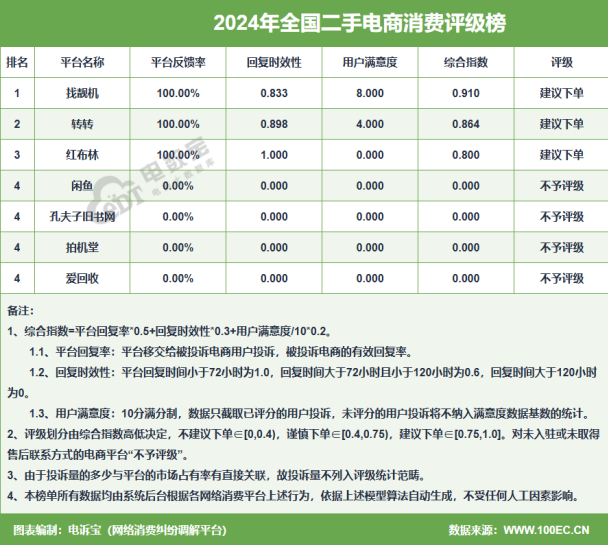 2024年全国二手电商消费评级榜
排名 平台名称 平台反馈率 回复时效性 用户满意度 综合指数 评级
1 找靓机 100.00% 0.833 8.000 0.910 建议下单
2 转转 100.00% 0.898 4.000 0.864 建议下单
3 红布林 100.00% 1.000 0.000 0.800 建议下单
4 闲鱼 0.00% 0.000 0.000 0.000 不予评级
4 孔夫子旧书网 0.00% 0.000 0.000 0.000 不予评级
4 拍机堂 0.00% 0.000 0.000 0.000 不予评级
4 爱回收 0.00% 0.000 0.000 0.000 不予评级
备注：
1、综合指数=平台回复率*0.5+回复时效性*0.3+用户满意度/10*0.2。
1.1、平台回复率：平台移交给被投诉电商用户投诉，被投诉电商的有效回复率。
1.2、回复时效性：平台回复时间小于72小时为1.0，回复时间大于72小时且小于120小时为0.6，回复时间大于120小时
为0。
1.3、用户满意度：10分满分制，数据只截取已评分的用户投诉，未评分的用户投诉将不纳入满意度数据基数的统计。
2、评级划分由综合指数高低决定，不建议下单∈[0,0.4)，谨慎下单∈[0.4,0.75)，建议下单∈[0.75,1.0]。对未入驻或未取得
售后联系方式的电商平台“不予评级”。
3、由于投诉量的多少与平台的市场占有率有直接关联，故投诉量不列入评级统计范畴。
4、本榜单所有数据均由系统后台根据各网络消费平台上述行为，依据上述模型算法自动生成，不受任何人工因素影响。
图表编制：电诉宝（网络消费纠纷调解平台） 数据来源：WWW.100EC.CN